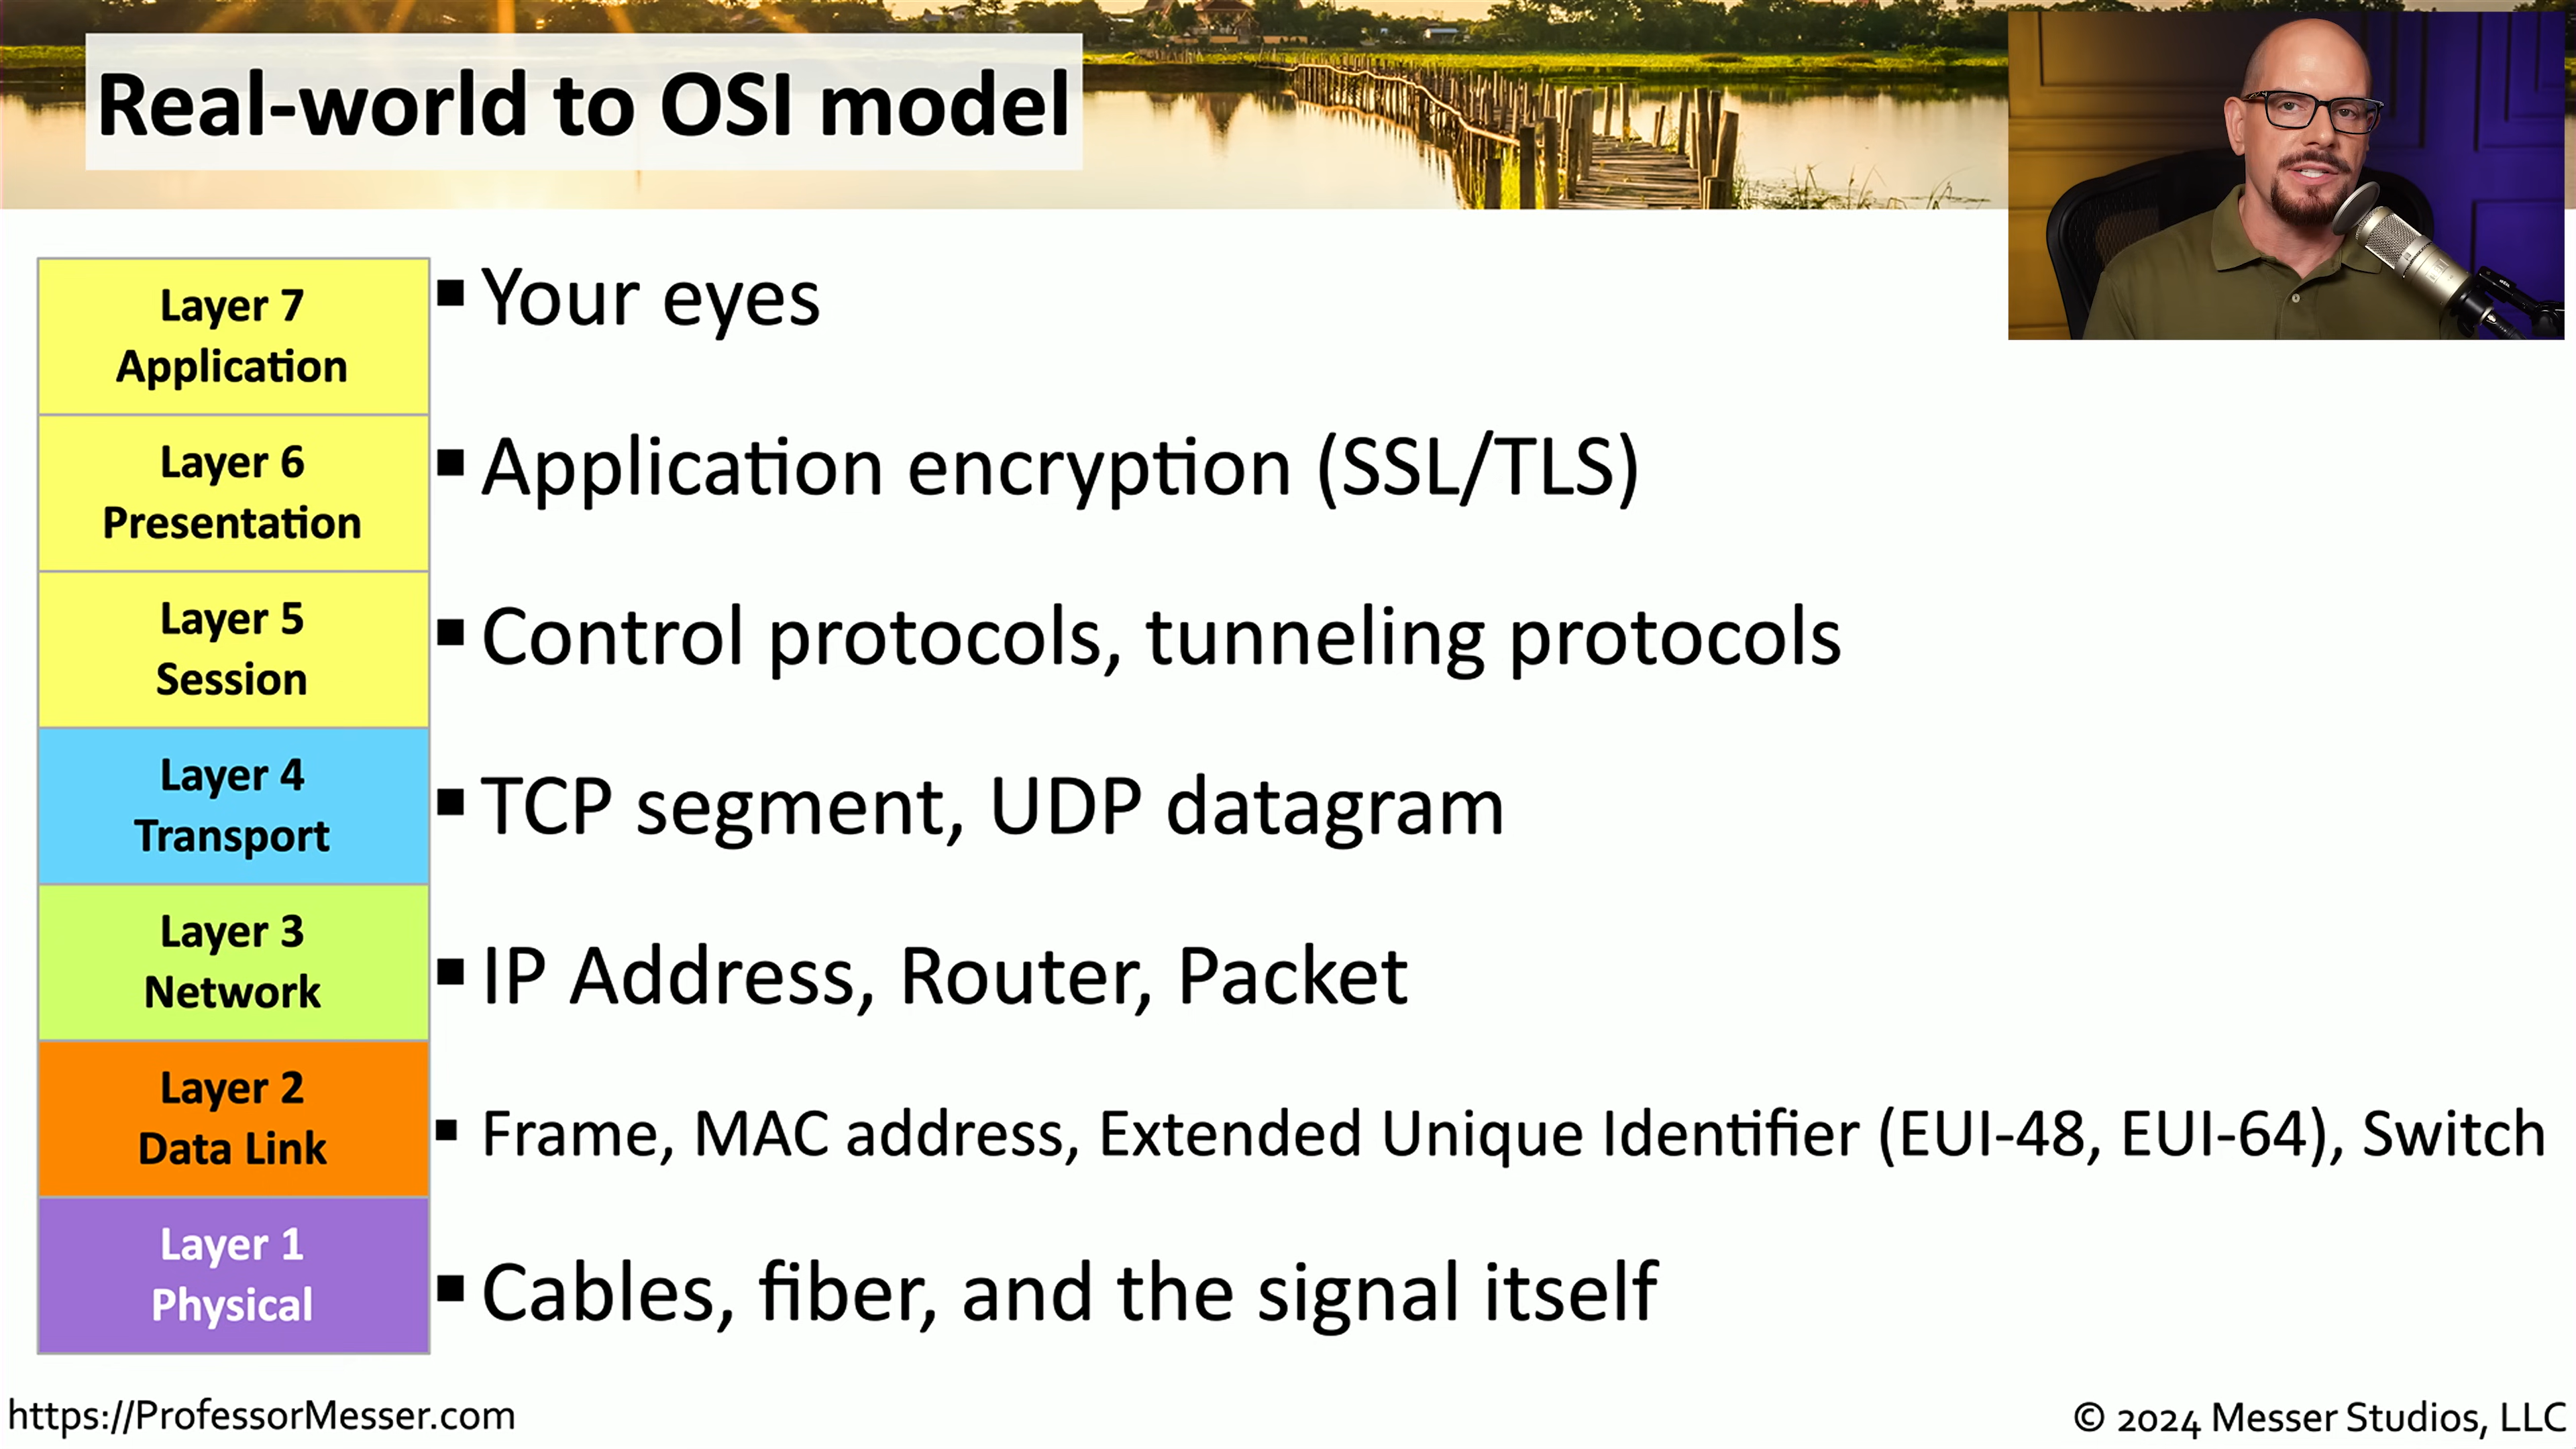 Real-world to OSI model
Layer 7
Application
▪ Your eyes
Layer 6
Presentation
▪ Application encryption (SSL/TLS)
Layer 5
Session
▪ Control protocols, tunneling protocols
Layer 4
Transport
▪ TCP segment, UDP datagram
Layer 3
Network
▪ IP Address, Router, Packet
Layer 2
Data Link
▪ Frame, MAC address, Extended Unique Identifier (EUI-48, EUI-64), Switch
Layer 1
Physical
▪ Cables, fiber, and the signal itself
https://ProfessorMesser.com
© 2024 Messer Studios, LLC